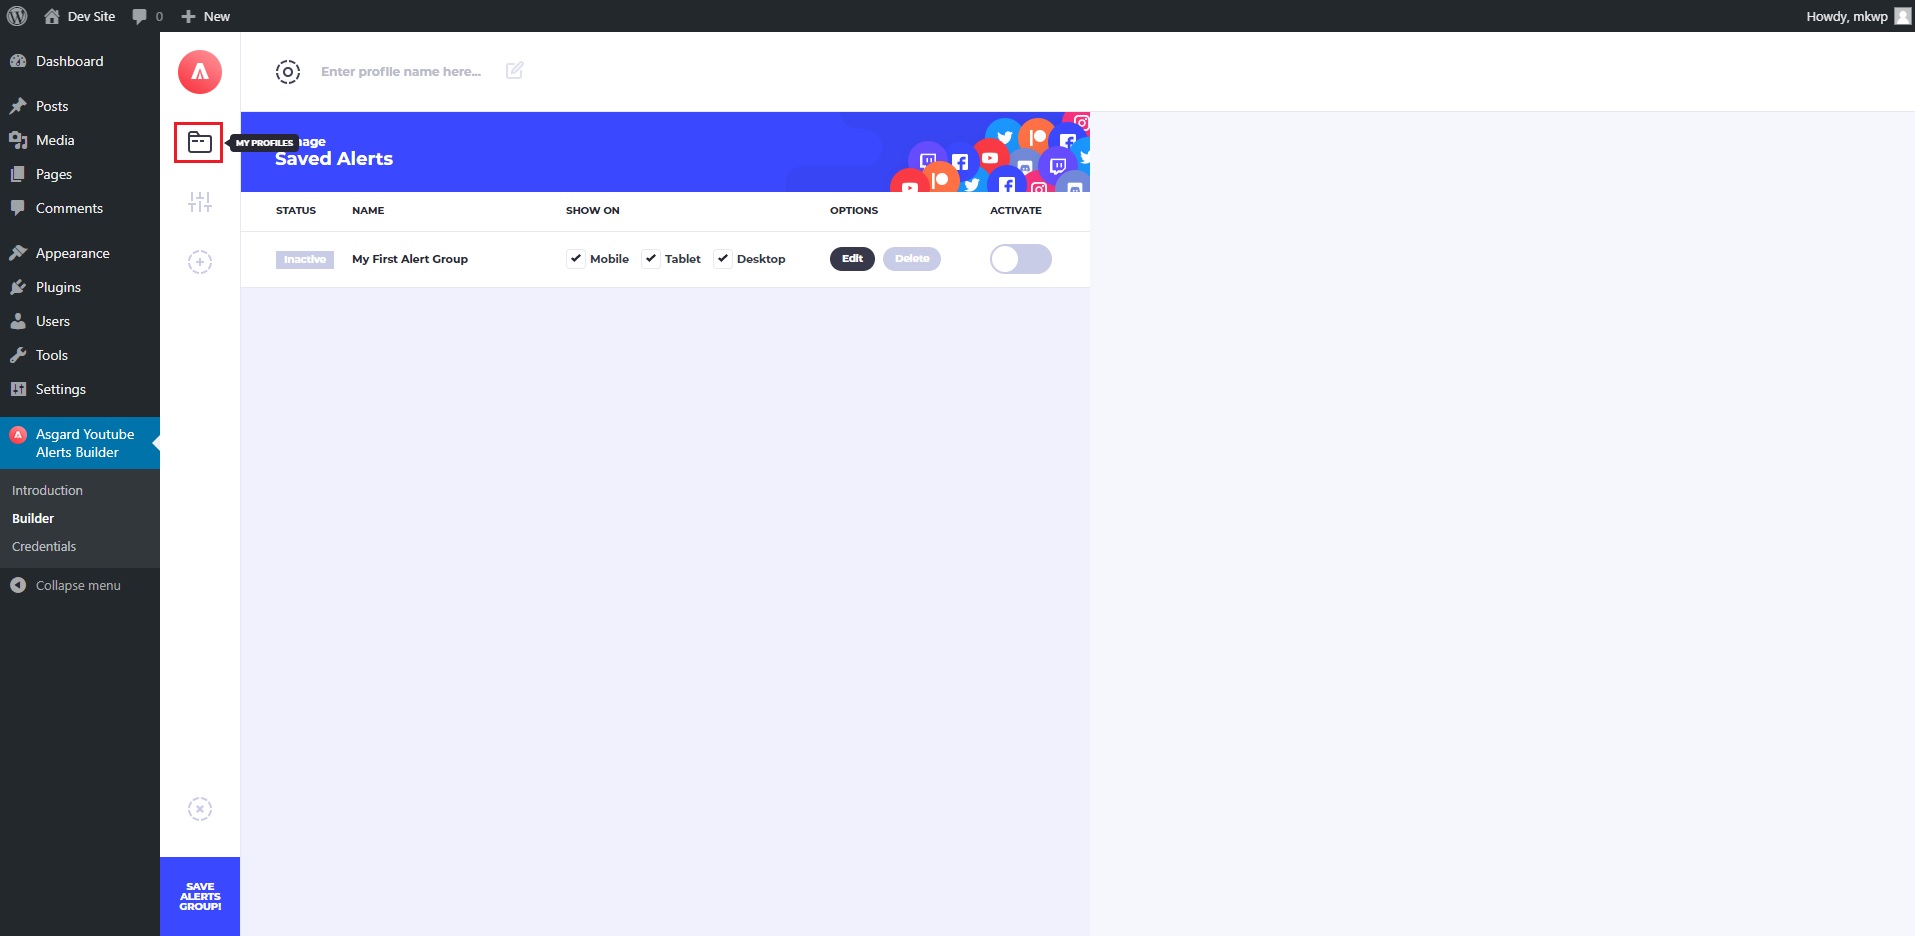 Dev Site
0
New
Howdy, mkwp
Dashboard
Posts
Media
Pages
Comments
Appearance
Plugins
Users
Tools
Settings
Asgard Youtube
Alerts Builder
Introduction
Builder
Credentials
Collapse menu
MY PROFILES
SAVE
ALERTS
GROUP!
Enter profile name here...
nage
Saved Alerts
STATUS NAME SHOW ON OPTIONS ACTIVATE
Inactive My First Alert Group Mobile Tablet Desktop Edit Delete